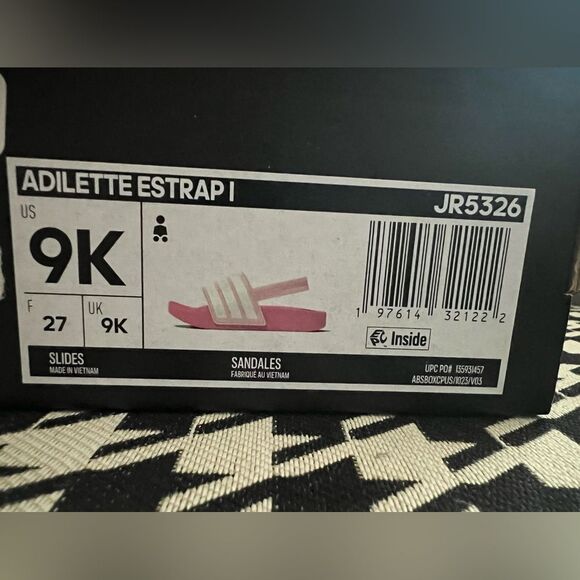 ADILETTE ESTRAP I
JR5326
US
9K
F
27
UK
9K
1 97614 32122 2
Inside
SLIDES
MADE IN VIETNAM
SANDALES
FABRIQUE AU VIETNAM
UPC PO# 135931457
ABSBOXCPUS/1023/V03